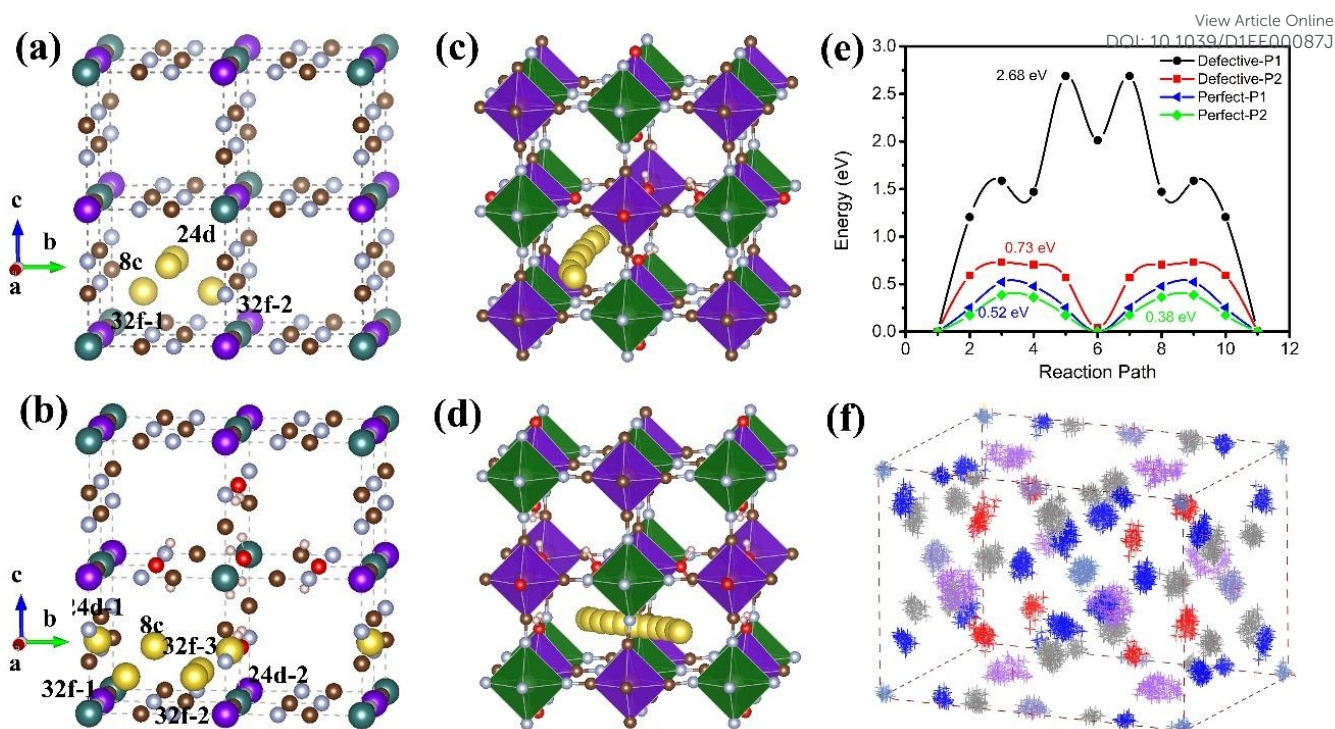 View Article Online
DOI: 10.1039/D1EE00087J
(a)
24d
8c
32f-1
32f-2
c
b
a
(b)
24d-1
8c
32f-3
32f-1
24d-2
32f-2
c
b
a
(c)
(d)
(e)
3.0
2.5
2.0
1.5
1.0
0.5
0.0
Energy (eV)
0 2 4 6 8 10 12
Reaction Path
2.68 eV
0.73 eV
0.52 eV
0.38 eV
Defective-P1
Defective-P2
Perfect-P1
Perfect-P2
(f)